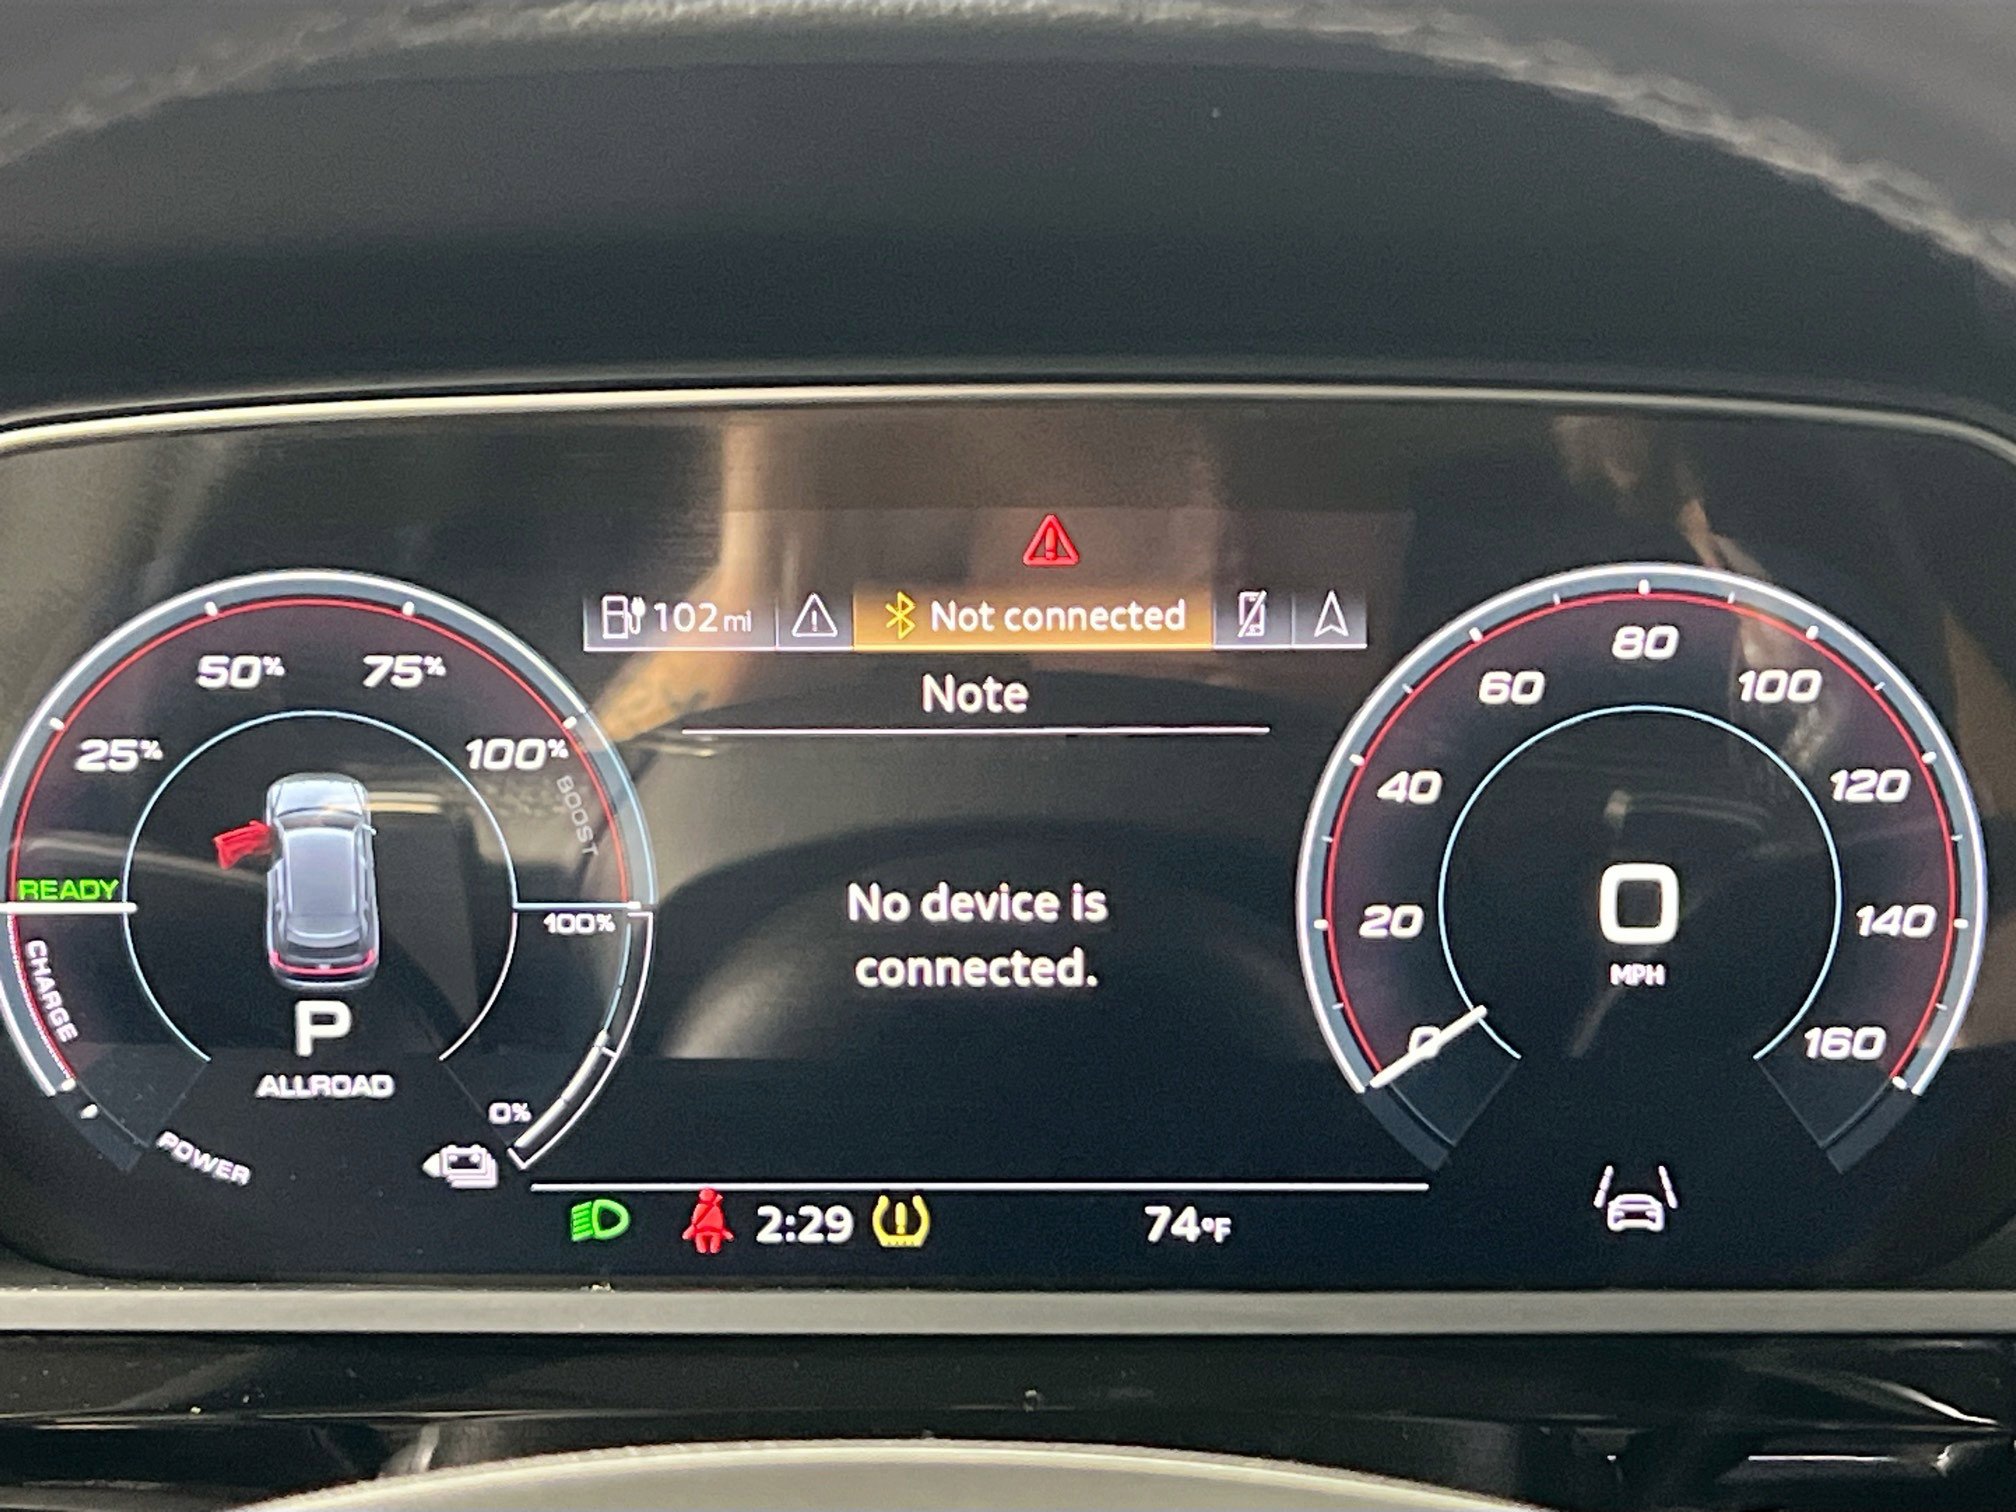 102 mi
Not connected
Note
No device is
connected.
25%
50%
75%
100%
BOOST
READY
CHARGE
100%
0%
P
ALLROAD
POWER
0
20
40
60
80
100
120
140
160
0
MPH
2:29
74°F